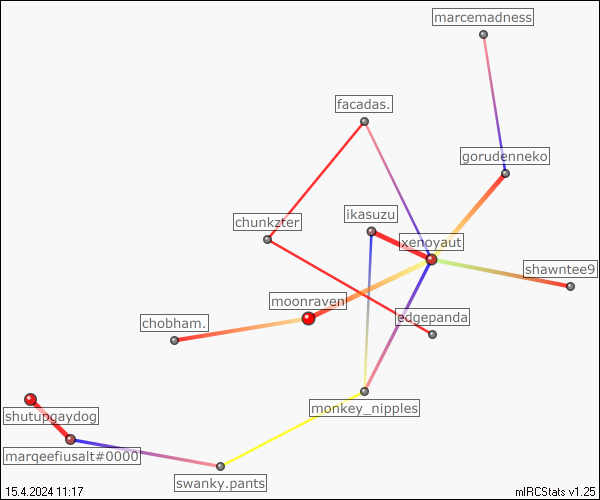 marcemadness
facadas.
gorudenneko
ikasuzu
chunkzter
xenoyaut
shawntee9
moonraven
edgepanda
chobham.
monkey_nipples
shutupgaydog
marqeefiusalt#0000
swanky.pants
15.4.2024 11:17
mIRCStats v1.25